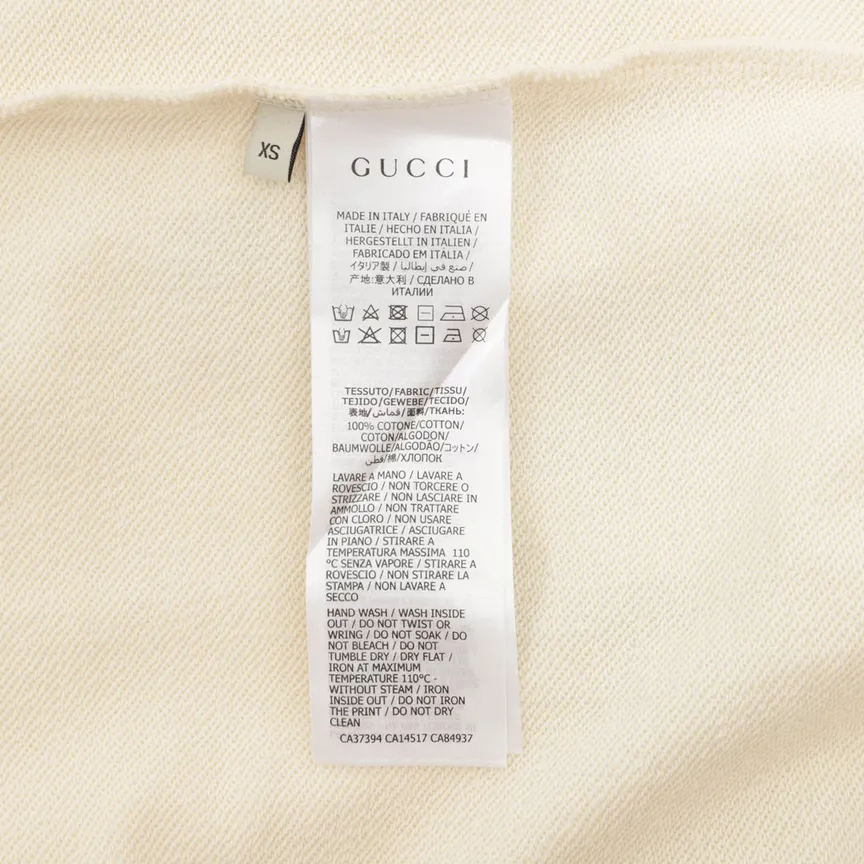 XS
GUCCI
MADE IN ITALY / FABRIQUÉ EN
ITALIE / HECHO EN ITALIA /
HERGESTELLT IN ITALIEN /
FABRICADO EM ITÁLIA /
イタリア製 / صنع في إيطاليا /
产地:意大利 / СДЕЛАНО В
ИТАЛИИ
TESSUTO/FABRIC/TISSU/
TEJIDO/GEWEBE/TECIDO/
表地/قماش/面料/ТКАНЬ:
100% COTONE/COTTON/
COTON/ALGODON/
BAUMWOLLE/ALGODÃO/コットン/
قطن/棉/ХЛОПОК
LAVARE A MANO / LAVARE A
ROVESCIO / NON TORCERE O
STRIZZARE / NON LASCIARE IN
AMMOLLO / NON TRATTARE
CON CLORO / NON USARE
ASCIUGATRICE / ASCIUGARE
IN PIANO / STIRARE A
TEMPERATURA MASSIMA 110
°C SENZA VAPORE / STIRARE A
ROVESCIO / NON STIRARE LA
STAMPA / NON LAVARE A
SECCO
HAND WASH / WASH INSIDE
OUT / DO NOT TWIST OR
WRING / DO NOT SOAK / DO
NOT BLEACH / DO NOT
TUMBLE DRY / DRY FLAT /
IRON AT MAXIMUM
TEMPERATURE 110°C -
WITHOUT STEAM / IRON
INSIDE OUT / DO NOT IRON
THE PRINT / DO NOT DRY
CLEAN
CA37394 CA14517 CA84937